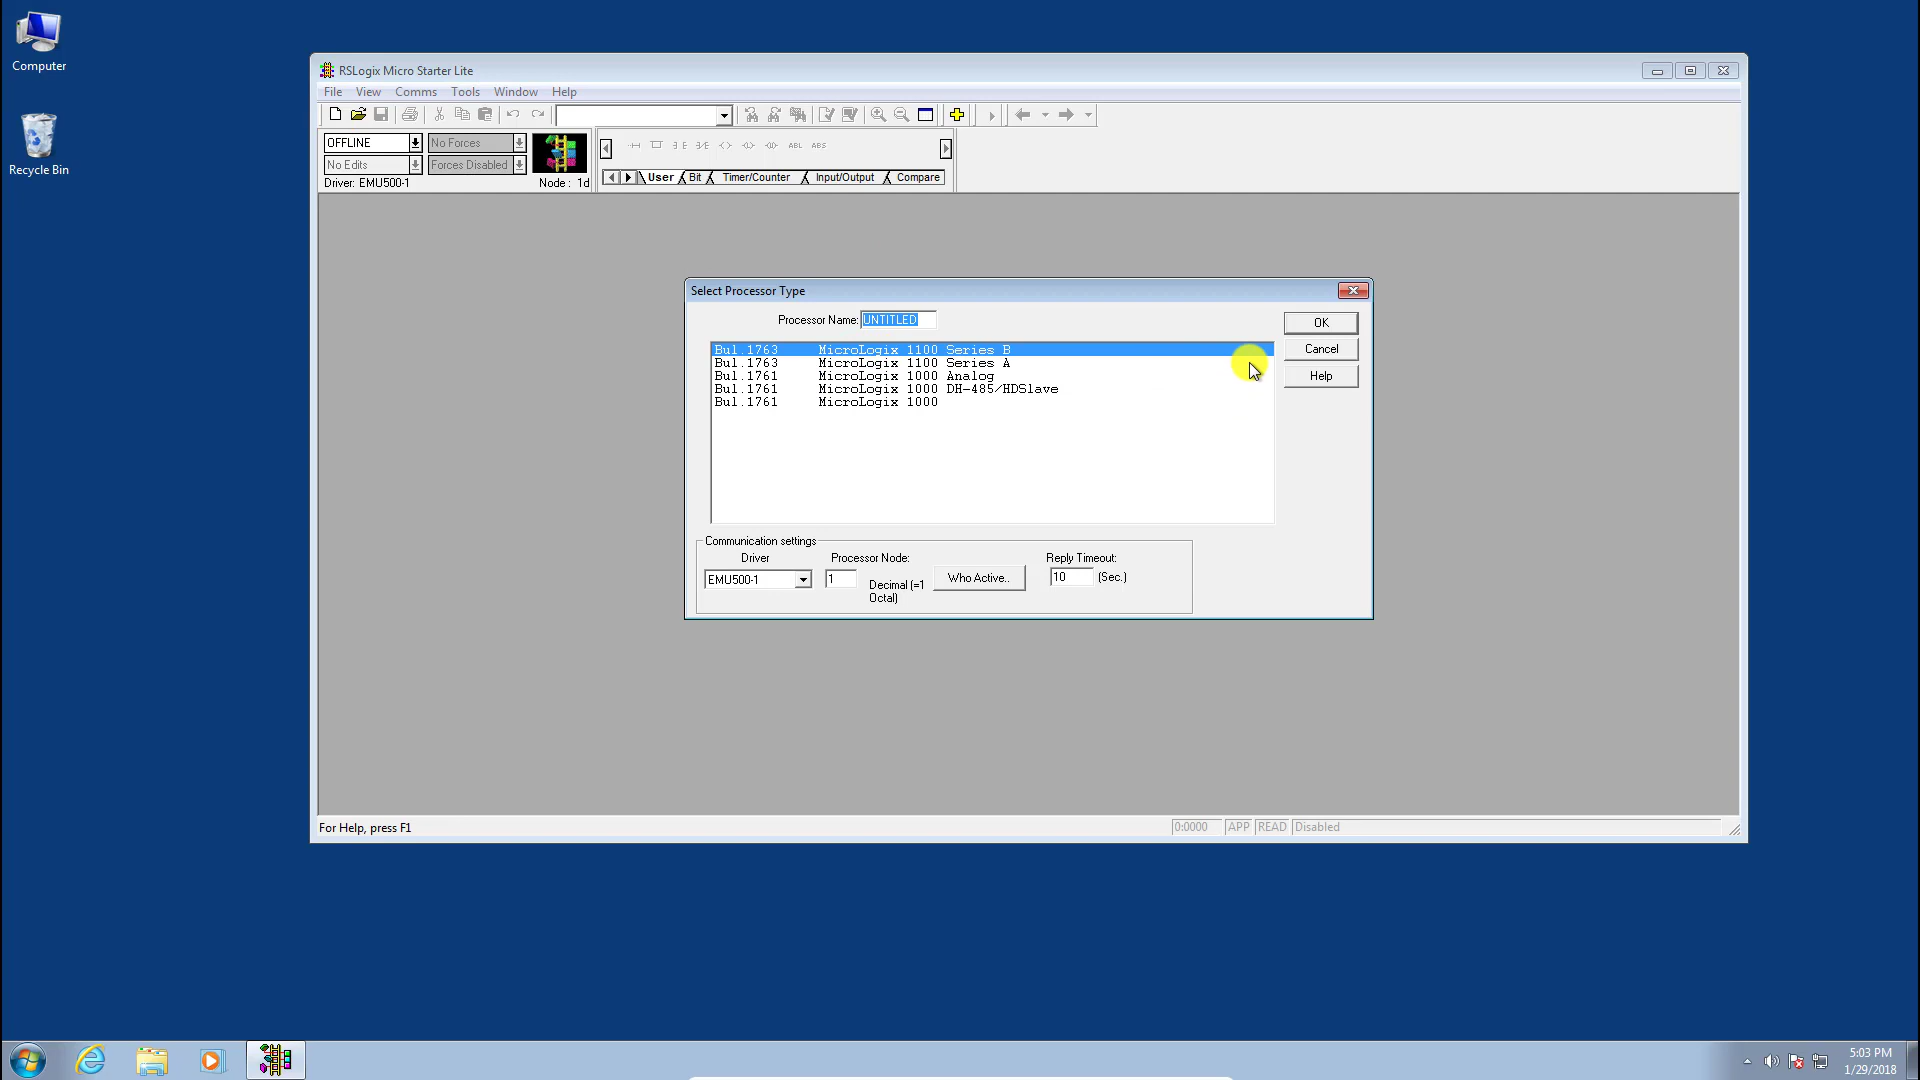 Computer
Recycle Bin
RSLogix Micro Starter Lite
File View Comms Tools Window Help
OFFLINE No Forces
No Edits Forces Disabled
Driver: EMU500-1 Node : 1d
ABL ABS
User Bit Timer/Counter Input/Output Compare
Select Processor Type
Processor Name: UNTITLED
OK
Cancel
Help
Bul.1763 MicroLogix 1100 Series B
Bul.1763 MicroLogix 1100 Series A
Bul.1761 MicroLogix 1000 Analog
Bul.1761 MicroLogix 1000 DH-485/HDSlave
Bul.1761 MicroLogix 1000
Communication settings
Driver Processor Node: Reply Timeout:
EMU500-1 1 Decimal (=1 Octal) Who Active.. 10 (Sec.)
For Help, press F1 0:0000 APP READ Disabled
5:03 PM
1/29/2018